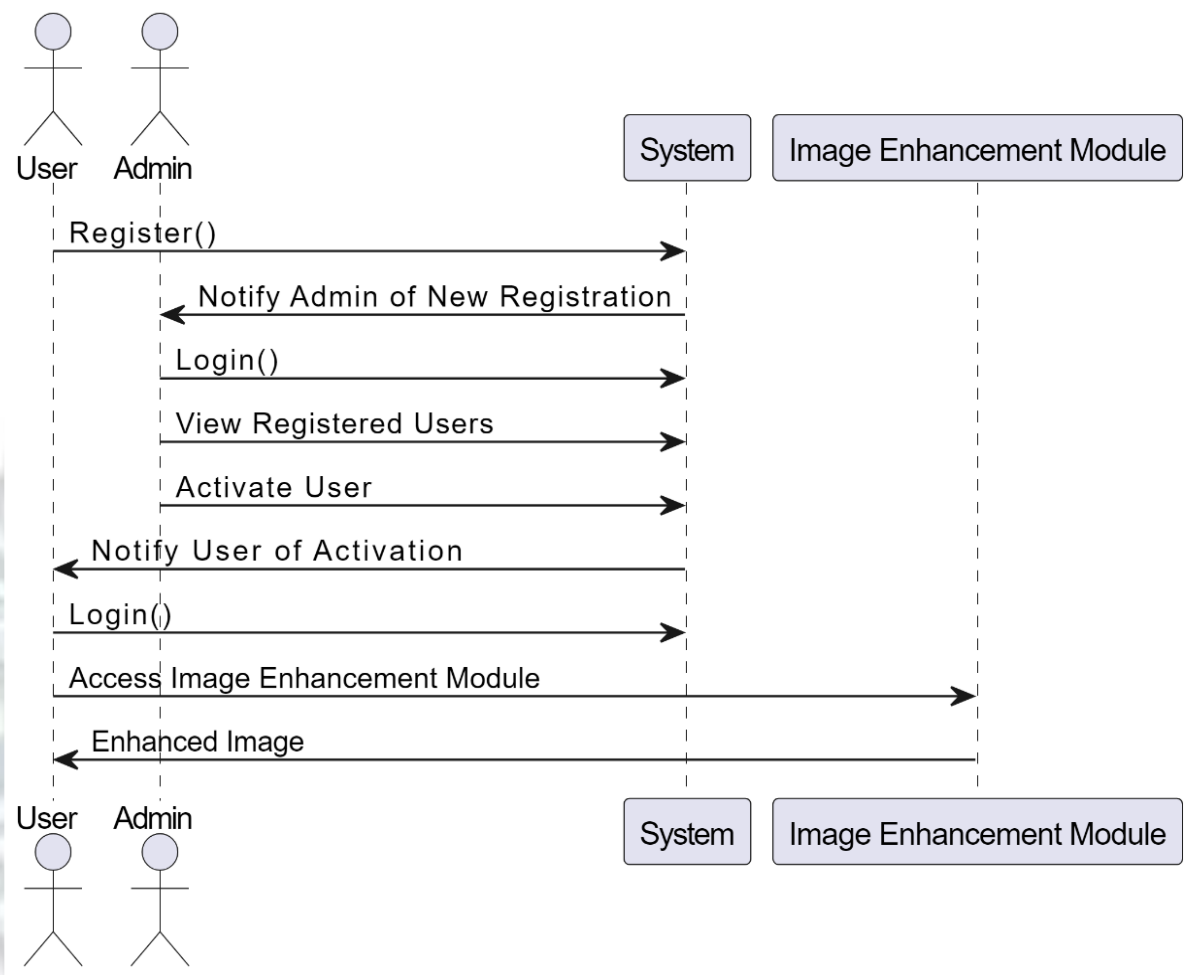 User
Admin
System
Image Enhancement Module
Register()
Notify Admin of New Registration
Login()
View Registered Users
Activate User
Notify User of Activation
Login()
Access Image Enhancement Module
Enhanced Image
User
Admin
System
Image Enhancement Module